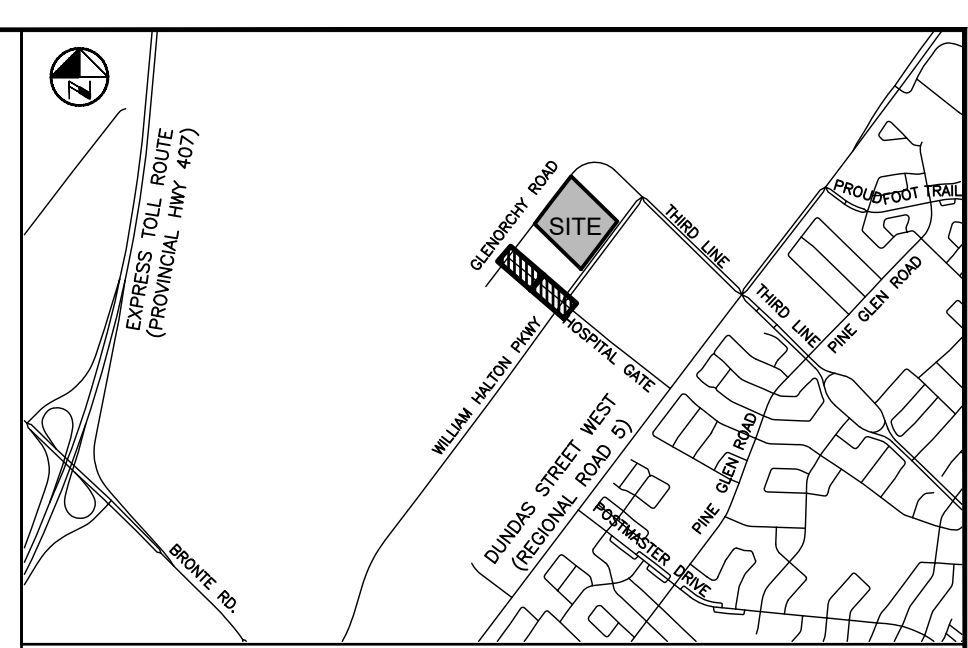 N
EXPRESS TOLL ROUTE
(PROVINCIAL HWY 407)
GLENORCHY ROAD
SITE
THIRD LINE
PROUDFOOT TRAIL
THIRD LINE
PINE GLEN ROAD
HOSPITAL GATE
WILLIAM HALTON PKWY
DUNDAS STREET WEST
(REGIONAL ROAD 5)
PINE GLEN ROAD
POSTMASTER DRIVE
BRONTE RD.